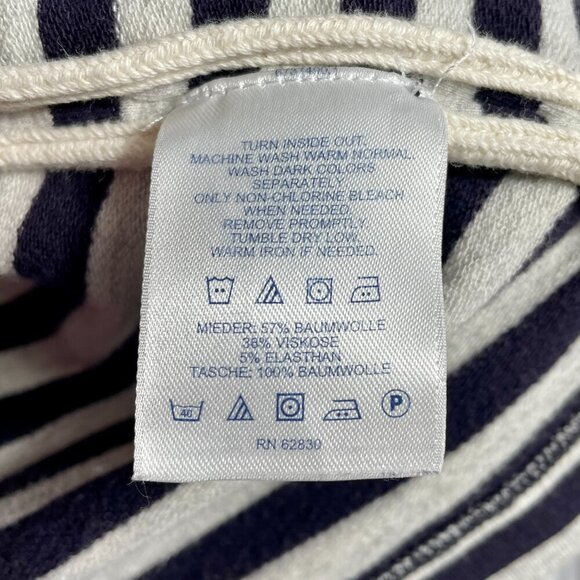 TURN INSIDE OUT.
MACHINE WASH WARM NORMAL.
WASH DARK COLORS
SEPARATELY
ONLY NON-CHLORINE BLEACH
WHEN NEEDED.
REMOVE PROMPTLY
TUMBLE DRY LOW.
WARM IRON IF NEEDED.
MIEDER: 57% BAUMWOLLE
38% VISKOSE
5% ELASTHAN
TASCHE: 100% BAUMWOLLE
40 P
RN 62830